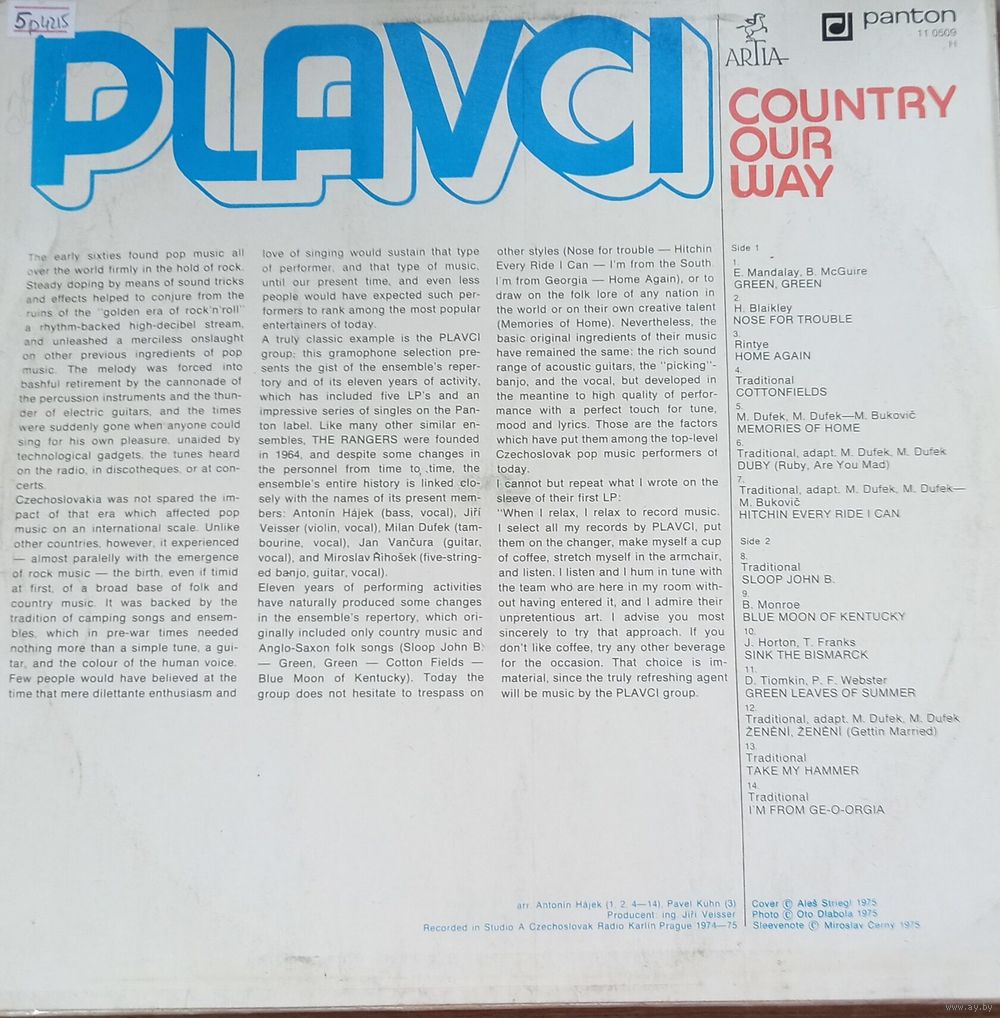 5p4215
PLAVCI
ARTIA
panton
11 0509
H
COUNTRY
OUR
WAY
The early sixties found pop music all
over the world firmly in the hold of rock.
Steady doping by means of sound tricks
and effects helped to conjure from the
ruins of the "golden era of rock'n'roll"
a rhythm-backed high-decibel stream,
and unleashed a merciless onslaught
on other previous ingredients of pop
music. The melody was forced into
bashful retirement by the cannonade of
the percussion instruments and the thun-
der of electric guitars, and the times
were suddenly gone when anyone could
sing for his own pleasure, unaided by
technological gadgets, the tunes heard
on the radio, in discotheques, or at con-
certs.
Czechoslovakia was not spared the im-
pact of that era which affected pop
music on an international scale. Unlike
other countries, however, it experienced
— almost paralelly with the emergence
of rock music — the birth, even if timid
at first, of a broad base of folk and
country music. It was backed by the
tradition of camping songs and ensem-
bles, which in pre-war times needed
nothing more than a simple tune, a gui-
tar, and the colour of the human voice.
Few people would have believed at the
time that mere dilettante enthusiasm and
love of singing would sustain that type
of performer, and that type of music,
until our present time, and even less
people would have expected such per-
formers to rank among the most popular
entertainers of today.
A truly classic example is the PLAVCI
group; this gramophone selection pre-
sents the gist of the ensemble's reper-
tory and of its eleven years of activity,
which has included five LP's and an
impressive series of singles on the Pan-
ton label. Like many other similar en-
sembles, THE RANGERS were founded
in 1964, and despite some changes in
the personnel from time to time, the
ensemble's entire history is linked clo-
sely with the names of its present mem-
bers: Antonín Hájek (bass, vocal), Jiří
Veisser (violin, vocal), Milan Dufek (tam-
bourine, vocal), Jan Vančura (guitar,
vocal), and Miroslav Řihošek (five-string-
ed banjo, guitar, vocal).
Eleven years of performing activities
have naturally produced some changes
in the ensemble's repertory, which ori-
ginally included only country music and
Anglo-Saxon folk songs (Sloop John B.
— Green, Green — Cotton Fields —
Blue Moon of Kentucky). Today the
group does not hesitate to trespass on
other styles (Nose for trouble — Hitchin
Every Ride I Can — I'm from the South.
I'm from Georgia — Home Again), or to
draw on the folk lore of any nation in
the world or on their own creative talent
(Memories of Home). Nevertheless, the
basic original ingredients of their music
have remained the same: the rich sound
range of acoustic guitars, the "picking"-
banjo, and the vocal, but developed in
the meantine to high quality of perfor-
mance with a perfect touch for tune,
mood and lyrics. Those are the factors
which have put them among the top-level
Czechoslovak pop music performers of
today.
I cannot but repeat what I wrote on the
sleeve of their first LP:
"When I relax, I relax to record music.
I select all my records by PLAVCI, put
them on the changer, make myself a cup
of coffee, stretch myself in the armchair,
and listen. I listen and I hum in tune with
the team who are here in my room with-
out having entered it, and I admire their
unpretentious art. I advise you most
sincerely to try that approach. If you
don't like coffee, try any other beverage
for the occasion. That choice is im-
material, since the truly refreshing agent
will be music by the PLAVCI group.
Side 1
1.
E. Mandalay, B. McGuire
GREEN, GREEN
2.
H. Blaikley
NOSE FOR TROUBLE
3.
Rintye
HOME AGAIN
4.
Traditional
COTTONFIELDS
5.
M. Dufek, M. Dufek—M. Bukovič
MEMORIES OF HOME
6.
Traditional, adapt. M. Dufek, M. Dufek
DUBY (Ruby, Are You Mad)
7.
Traditional, adapt. M. Dufek, M. Dufek—
M. Bukovič
HITCHIN EVERY RIDE I CAN
Side 2
8.
Traditional
SLOOP JOHN B.
9.
B. Monroe
BLUE MOON OF KENTUCKY
10.
J. Horton, T. Franks
SINK THE BISMARCK
11.
D. Tiomkin, P. F. Webster
GREEN LEAVES OF SUMMER
12.
Traditional, adapt. M. Dufek, M. Dufek
ŽENĚNÍ, ŽENĚNÍ (Gettin Married)
13.
Traditional
TAKE MY HAMMER
14.
Traditional
I'M FROM GE-O-ORGIA
arr. Antonín Hájek (1, 2, 4—14), Pavel Kühn (3)
Producent: ing. Jiří Veisser
Recorded in Studio A Czechoslovak Radio Karlín Prague 1974—75
Cover © Aleš Striegl 1975
Photo © Oto Dlabola 1975
Sleevenote © Miroslav Černý 1975
www.ay.by